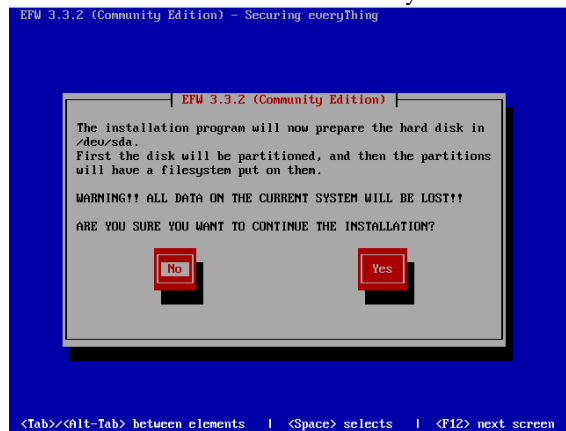 EFW 3.3.2 (Community Edition) - Securing everyThing
EFW 3.3.2 (Community Edition)
The installation program will now prepare the hard disk in
/dev/sda.
First the disk will be partitioned, and then the partitions
will have a filesystem put on them.
WARNING!! ALL DATA ON THE CURRENT SYSTEM WILL BE LOST!!
ARE YOU SURE YOU WANT TO CONTINUE THE INSTALLATION?
No Yes
<Tab>/<Alt-Tab> between elements | <Space> selects | <F12> next screen